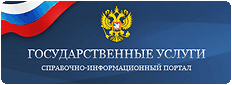 ГОСУДАРСТВЕННЫЕ УСЛУГИ
СПРАВОЧНО-ИНФОРМАЦИОННЫЙ ПОРТАЛ